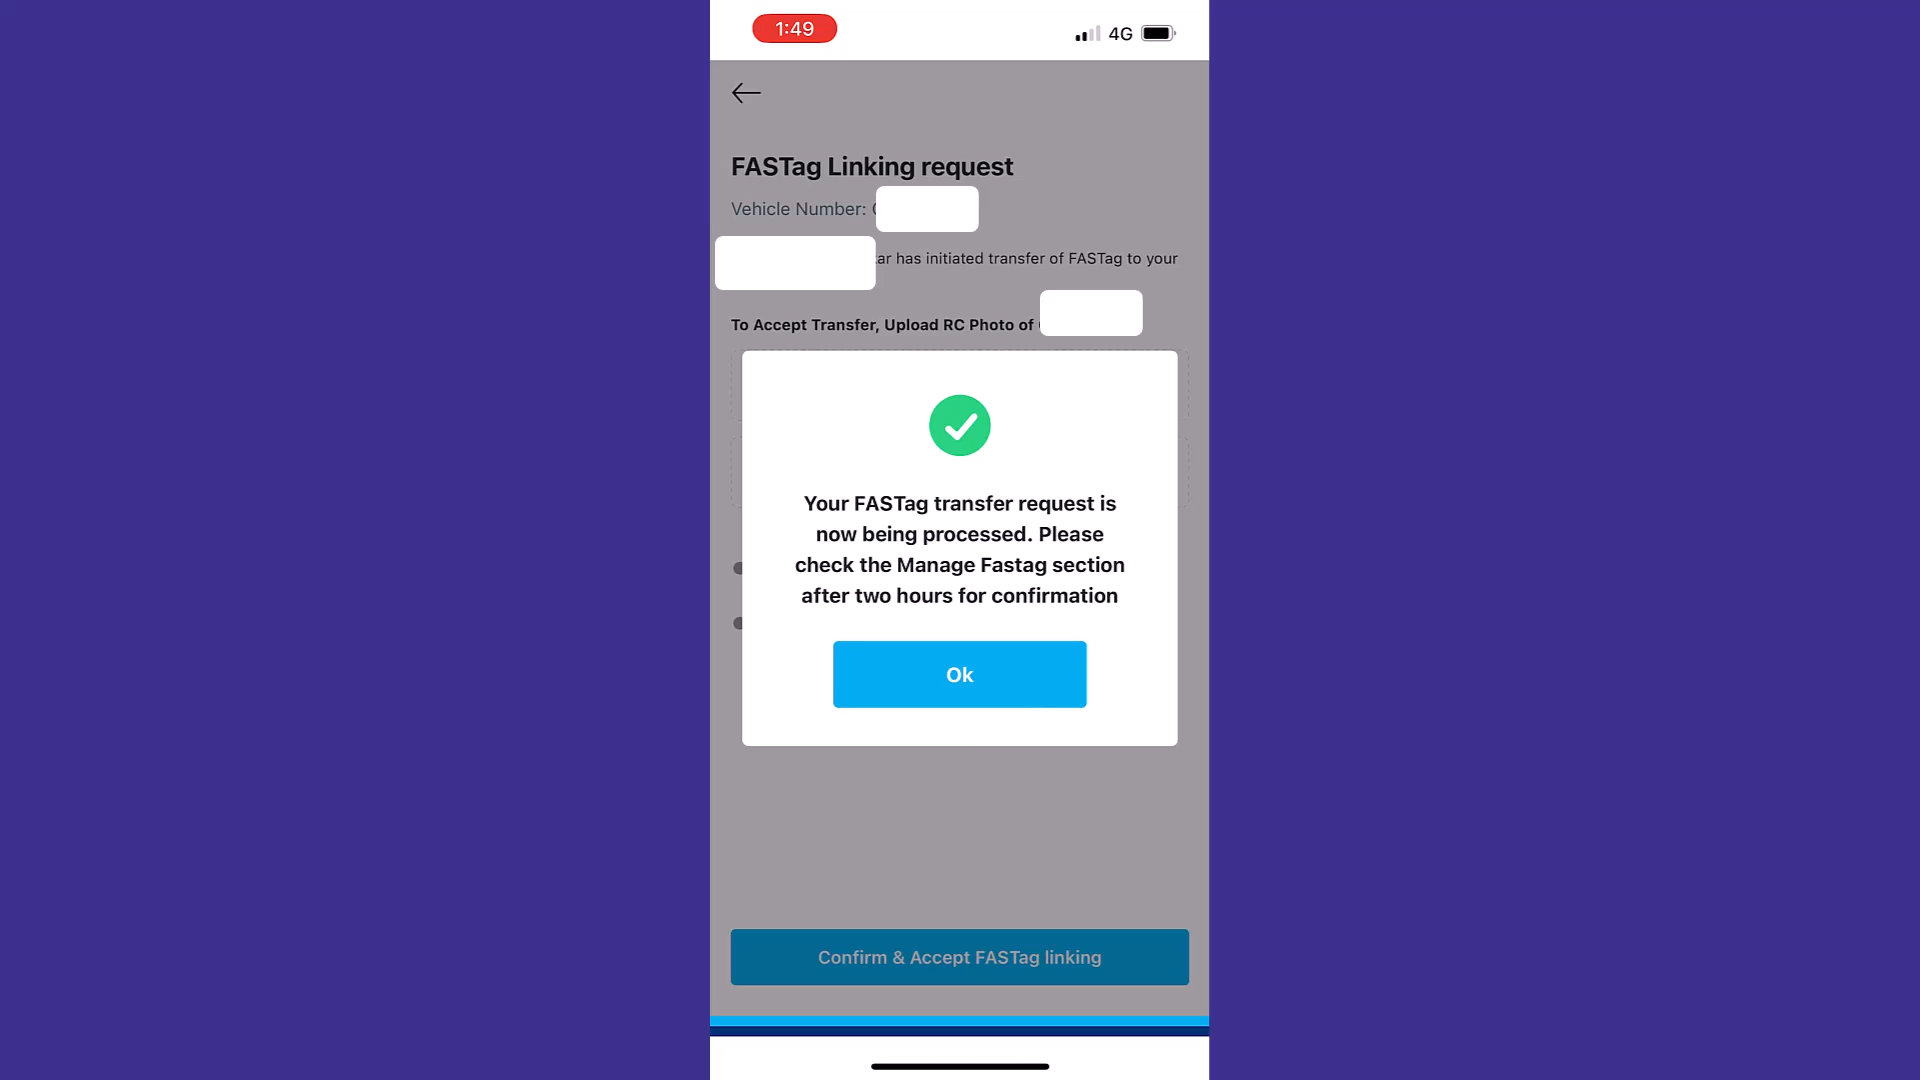 1:49
4G
FASTag Linking request
Vehicle Number:
has initiated transfer of FASTag to your
To Accept Transfer, Upload RC Photo of
Your FASTag transfer request is
now being processed. Please
check the Manage Fastag section
after two hours for confirmation
Ok
Confirm & Accept FASTag linking